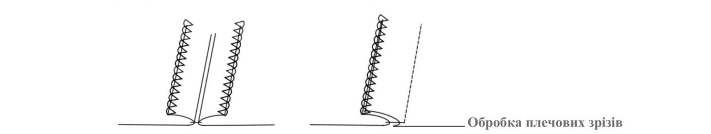 Обробка плечових зрізів